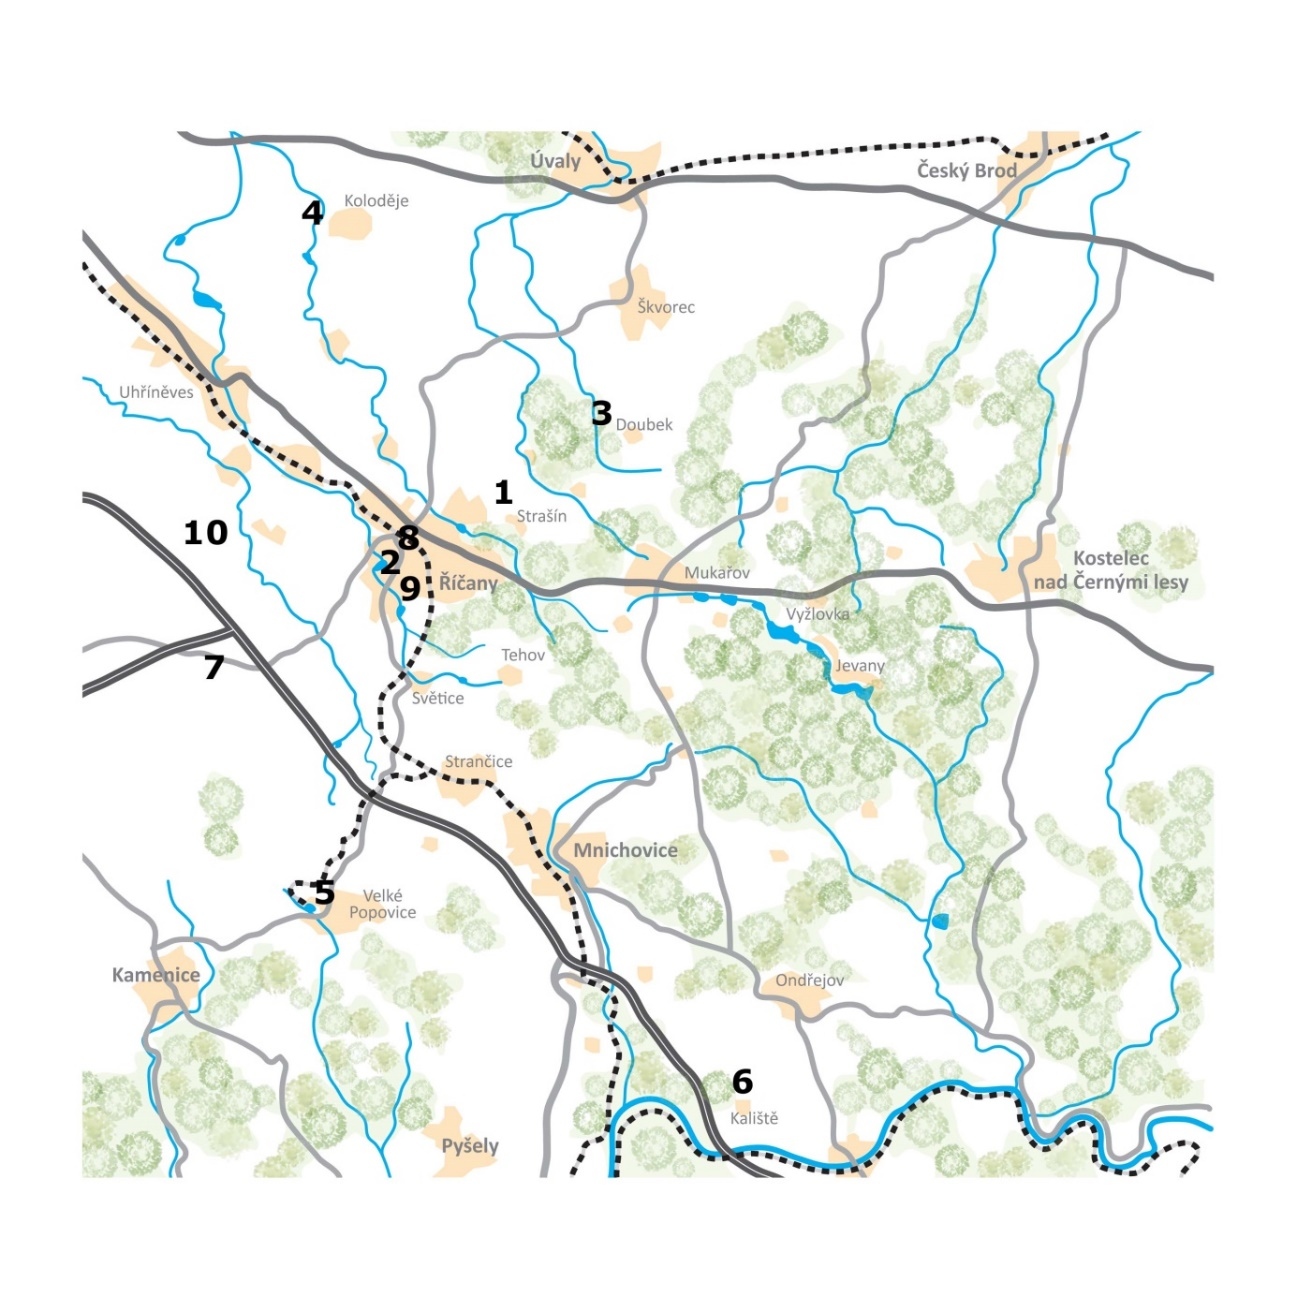 Úvaly
Český Brod
4
Koloděje
Škvorec
Uhříněves
3
Doubek
1
Strašín
10
8
2
Říčany
9
Mukařov
Kostelec
nad Černými lesy
Vyžlovka
7
Tehov
Jevany
Světice
Strančice
Mnichovice
5
Velké
Popovice
Kamenice
Ondřejov
6
Kaliště
Pyšely